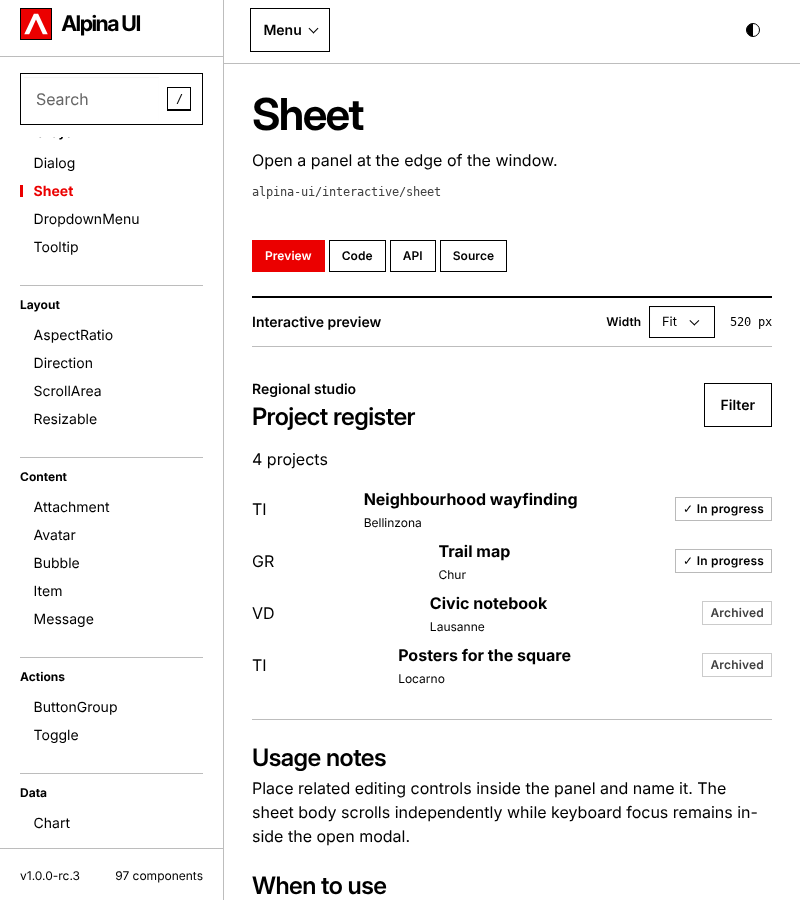 Alpina UI
Menu
Search
/
Dialog
Sheet
DropdownMenu
Tooltip
Layout
AspectRatio
Direction
ScrollArea
Resizable
Content
Attachment
Avatar
Bubble
Item
Message
Actions
ButtonGroup
Toggle
Data
Chart
v1.0.0-rc.3
97 components
Sheet
Open a panel at the edge of the window.
alpina-ui/interactive/sheet
Preview
Code
API
Source
Interactive preview
Width
Fit
520 px
Regional studio
Project register
Filter
4 projects
TI
Neighbourhood wayfinding
Bellinzona
✓ In progress
GR
Trail map
Chur
✓ In progress
VD
Civic notebook
Lausanne
Archived
TI
Posters for the square
Locarno
Archived
Usage notes
Place related editing controls inside the panel and name it. The
sheet body scrolls independently while keyboard focus remains in-
side the open modal.
When to use